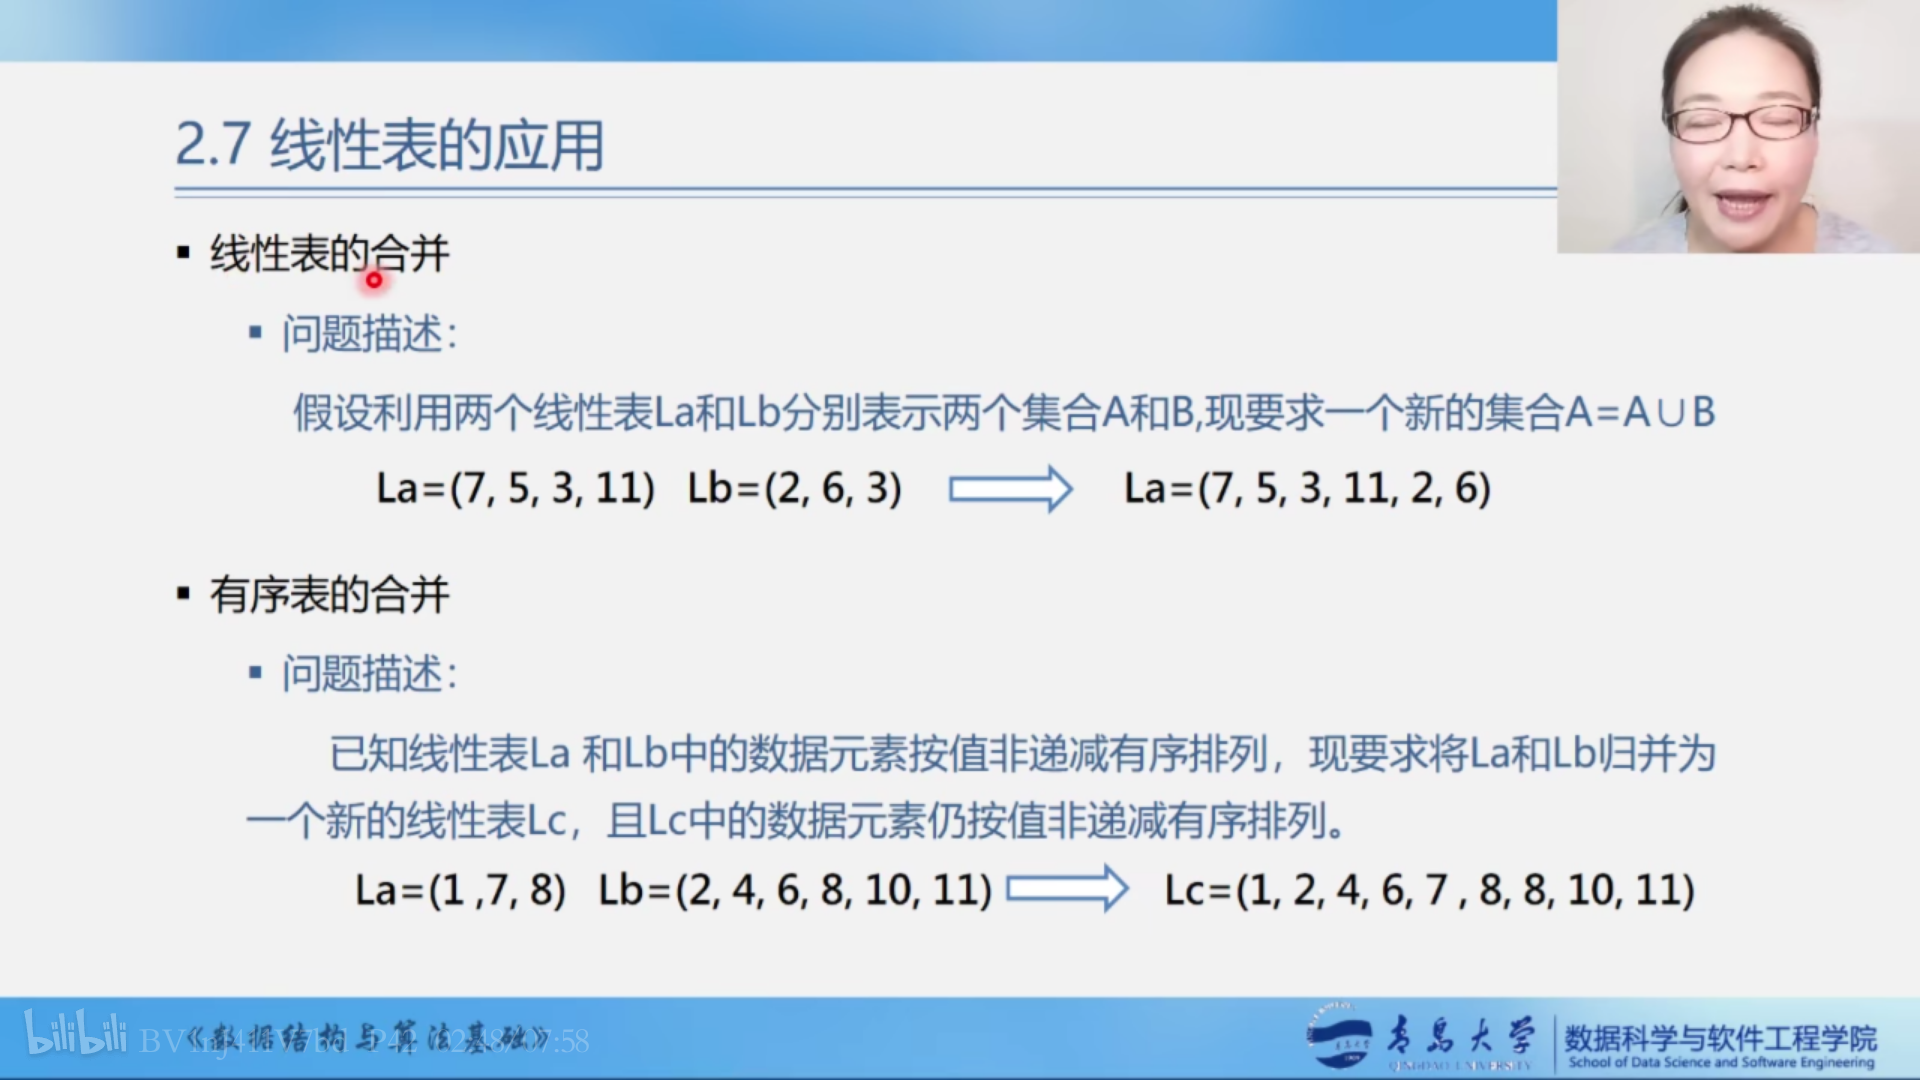 2.7 线性表的应用
▪ 线性表的合并
▪ 问题描述：
假设利用两个线性表La和Lb分别表示两个集合A和B,现要求一个新的集合A=A∪B
La=(7, 5, 3, 11) Lb=(2, 6, 3) La=(7, 5, 3, 11, 2, 6)
▪ 有序表的合并
▪ 问题描述：
已知线性表La 和Lb中的数据元素按值非递减有序排列，现要求将La和Lb归并为
一个新的线性表Lc，且Lc中的数据元素仍按值非递减有序排列。
La=(1 ,7, 8) Lb=(2, 4, 6, 8, 10, 11) Lc=(1, 2, 4, 6, 7 , 8, 8, 10, 11)
bilibili
《数据结构与算法基础》
青岛大学
QINGDAO UNIVERSITY
数据科学与软件工程学院
School of Data Science and Software Engineering